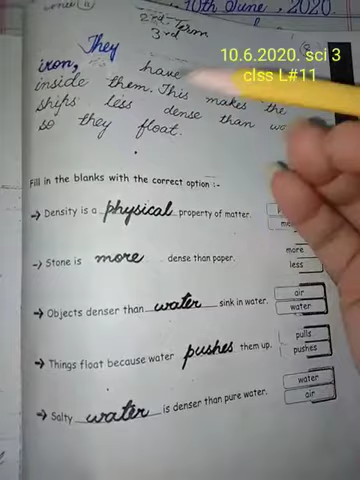 10th June, 2020.
2nd Term
3rd
10.6.2020. sci 3
clss L#11
They
iron, have
inside them. This makes the
ships less dense than
so they float.
Fill in the blanks with the correct option :-
→ Density is a physical property of matter.
→ Stone is more dense than paper.
more
less
→ Objects denser than water sink in water.
air
water
→ Things float because water pushes them up.
pulls
pushes
→ Salty water is denser than pure water.
water
air